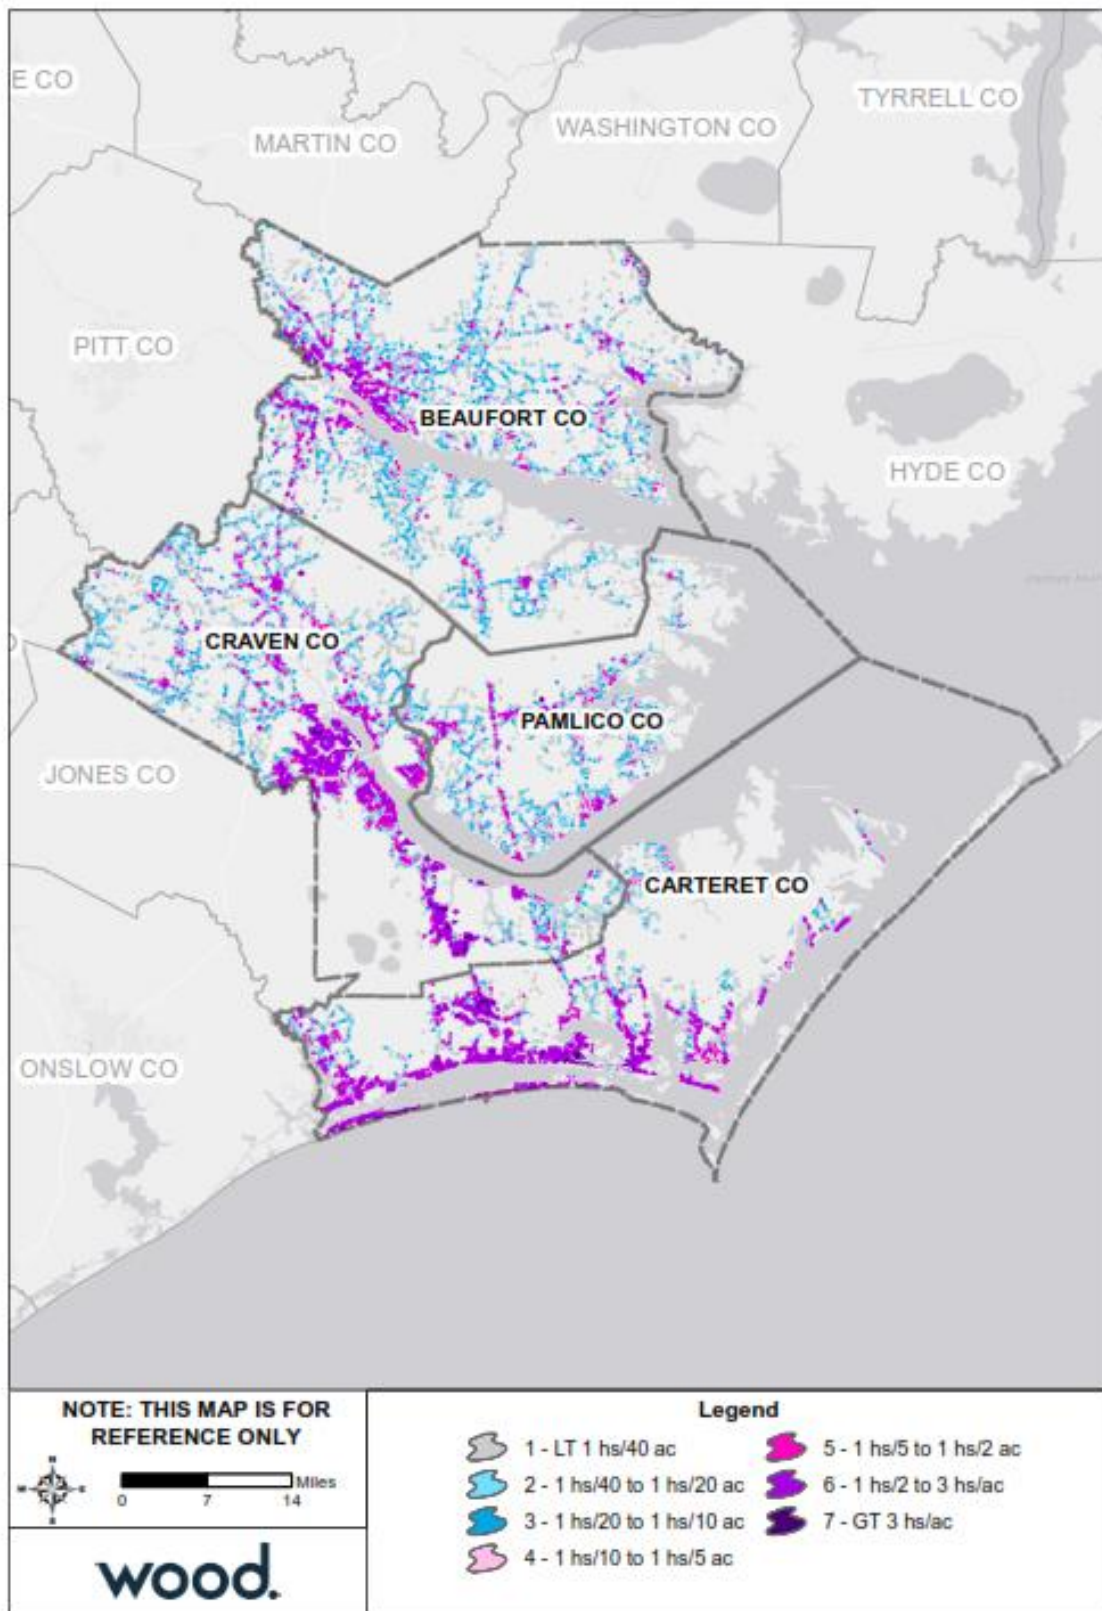 E CO
TYRRELL CO
WASHINGTON CO
MARTIN CO
PITT CO
BEAUFORT CO
HYDE CO
CRAVEN CO
PAMLICO CO
JONES CO
CARTERET CO
ONSLOW CO
NOTE: THIS MAP IS FOR
REFERENCE ONLY
N
W E
S
Miles
0 7 14
wood.
Legend
1 - LT 1 hs/40 ac
2 - 1 hs/40 to 1 hs/20 ac
3 - 1 hs/20 to 1 hs/10 ac
4 - 1 hs/10 to 1 hs/5 ac
5 - 1 hs/5 to 1 hs/2 ac
6 - 1 hs/2 to 3 hs/ac
7 - GT 3 hs/ac